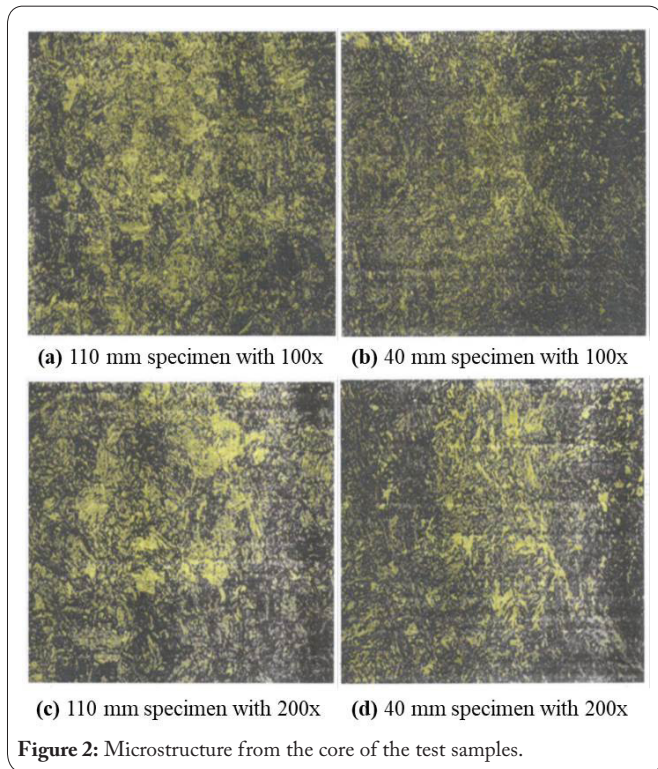 (a) 110 mm specimen with 100x
(b) 40 mm specimen with 100x
(c) 110 mm specimen with 200x
(d) 40 mm specimen with 200x
Figure 2: Microstructure from the core of the test samples.